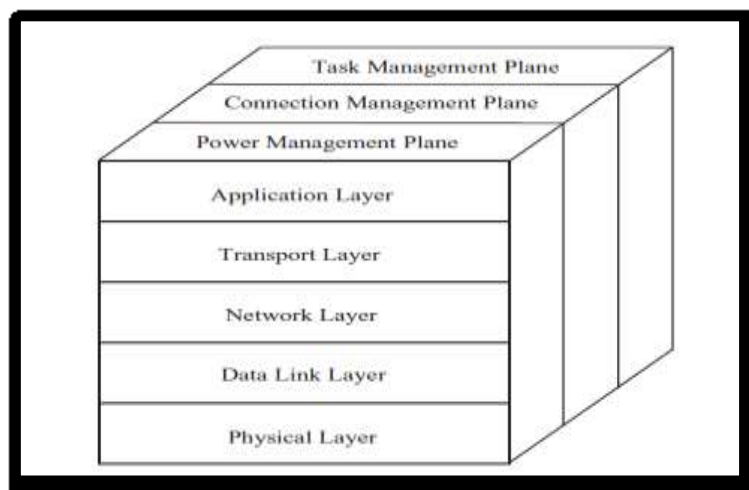 Task Management Plane
Connection Management Plane
Power Management Plane
Application Layer
Transport Layer
Network Layer
Data Link Layer
Physical Layer